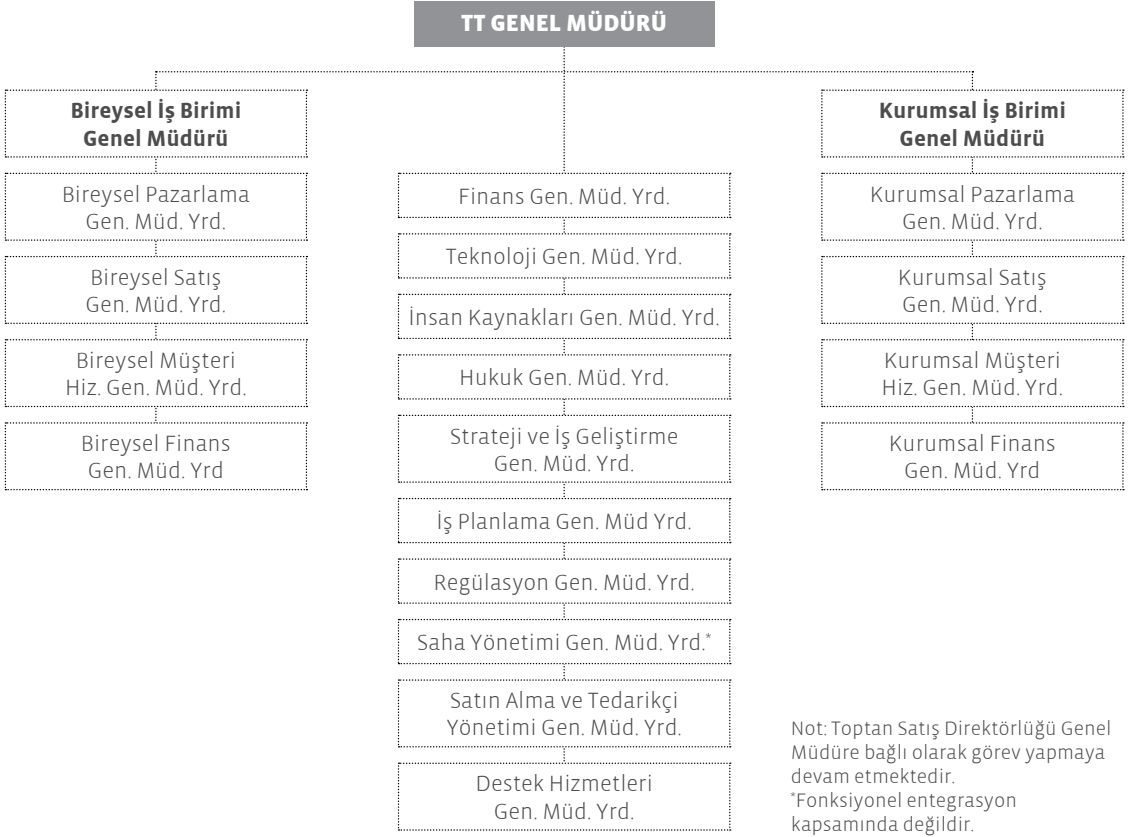 TT GENEL MÜDÜRÜ
Bireysel İş Birimi
Genel Müdürü
Bireysel Pazarlama
Gen. Müd. Yrd.
Bireysel Satış
Gen. Müd. Yrd.
Bireysel Müşteri
Hiz. Gen. Müd. Yrd.
Bireysel Finans
Gen. Müd. Yrd
Finans Gen. Müd. Yrd.
Teknoloji Gen. Müd. Yrd.
İnsan Kaynakları Gen. Müd. Yrd.
Hukuk Gen. Müd. Yrd.
Strateji ve İş Geliştirme
Gen. Müd. Yrd.
İş Planlama Gen. Müd Yrd.
Regülasyon Gen. Müd. Yrd.
Saha Yönetimi Gen. Müd. Yrd.*
Satın Alma ve Tedarikçi
Yönetimi Gen. Müd. Yrd.
Destek Hizmetleri
Gen. Müd. Yrd.
Kurumsal İş Birimi
Genel Müdürü
Kurumsal Pazarlama
Gen. Müd. Yrd.
Kurumsal Satış
Gen. Müd. Yrd.
Kurumsal Müşteri
Hiz. Gen. Müd. Yrd.
Kurumsal Finans
Gen. Müd. Yrd
Not: Toptan Satış Direktörlüğü Genel
Müdüre bağlı olarak görev yapmaya
devam etmektedir.
*Fonksiyonel entegrasyon
kapsamında değildir.